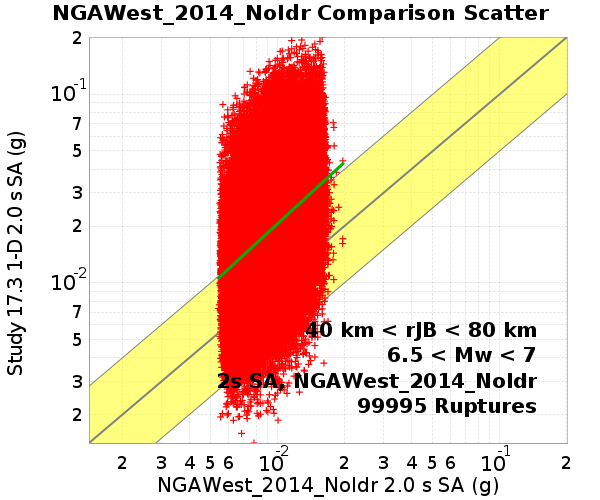 NGAWest_2014_NoIdr Comparison Scatter
Study 17.3 1-D 2.0 s SA (g)
2
10-1
7
5
3
2
10-2
7
5
3
2
40 km < rJB < 80 km
6.5 < Mw < 7
2s SA, NGAWest_2014_NoIdr
99995 Ruptures
2 3 4 5 6 10-2 2 3 4 5 6 10-1 2
NGAWest_2014_NoIdr 2.0 s SA (g)